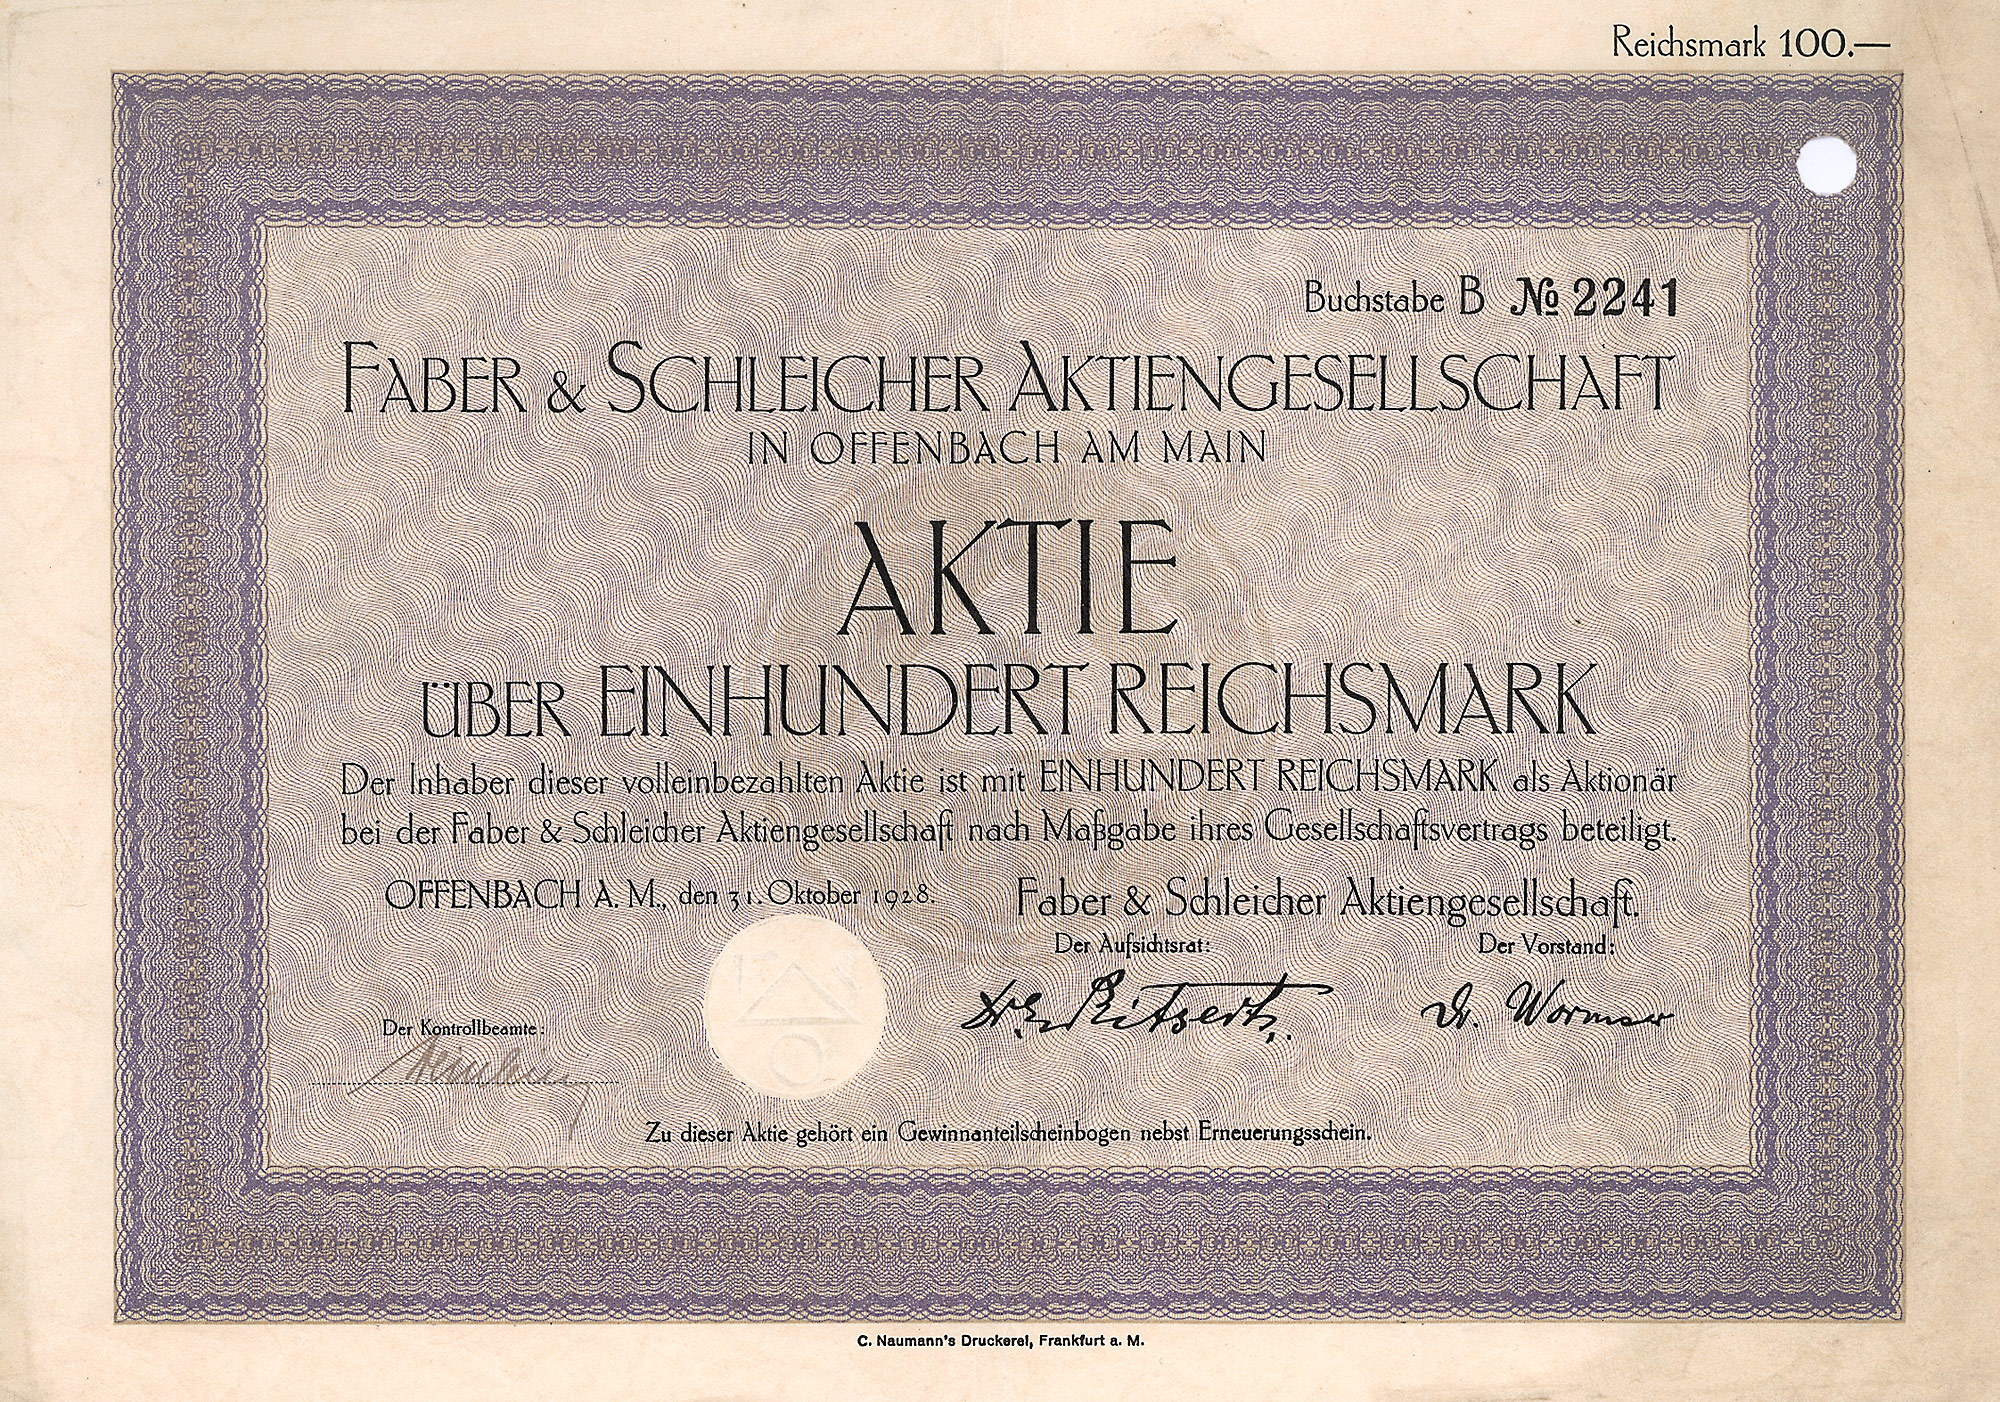 Reichsmark 100.—
Buchstabe B № 2241
FABER & SCHLEICHER AKTIENGESELLSCHAFT
IN OFFENBACH AM MAIN
AKTIE
ÜBER EINHUNDERT REICHSMARK
Der Inhaber dieser volleinbezahlten Aktie ist mit EINHUNDERT REICHSMARK als Aktionär
bei der Faber & Schleicher Aktiengesellschaft nach Maßgabe ihres Gesellschaftsvertrags beteiligt.
OFFENBACH A. M., den 31. Oktober 1928.
Faber & Schleicher Aktiengesellschaft.
Der Aufsichtsrat:
Der Vorstand:
Dr. Wormser
Der Kontrollbeamte:
Zu dieser Aktie gehört ein Gewinnanteilscheinbogen nebst Erneuerungsschein.
C. Naumann's Druckerei, Frankfurt a. M.